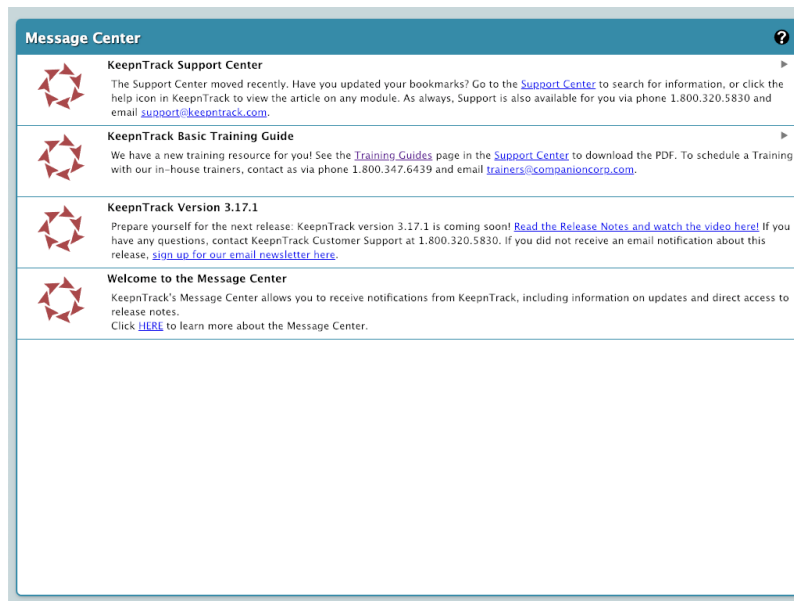 Message Center
?
KeepnTrack Support Center
The Support Center moved recently. Have you updated your bookmarks? Go to the Support Center to search for information, or click the
help icon in KeepnTrack to view the article on any module. As always, Support is also available for you via phone 1.800.320.5830 and
email support@keepntrack.com.
KeepnTrack Basic Training Guide
We have a new training resource for you! See the Training Guides page in the Support Center to download the PDF. To schedule a Training
with our in-house trainers, contact as via phone 1.800.347.6439 and email trainers@companioncorp.com.
KeepnTrack Version 3.17.1
Prepare yourself for the next release: KeepnTrack version 3.17.1 is coming soon! Read the Release Notes and watch the video here! If you
have any questions, contact KeepnTrack Customer Support at 1.800.320.5830. If you did not receive an email notification about this
release, sign up for our email newsletter here.
Welcome to the Message Center
KeepnTrack's Message Center allows you to receive notifications from KeepnTrack, including information on updates and direct access to
release notes.
Click HERE to learn more about the Message Center.